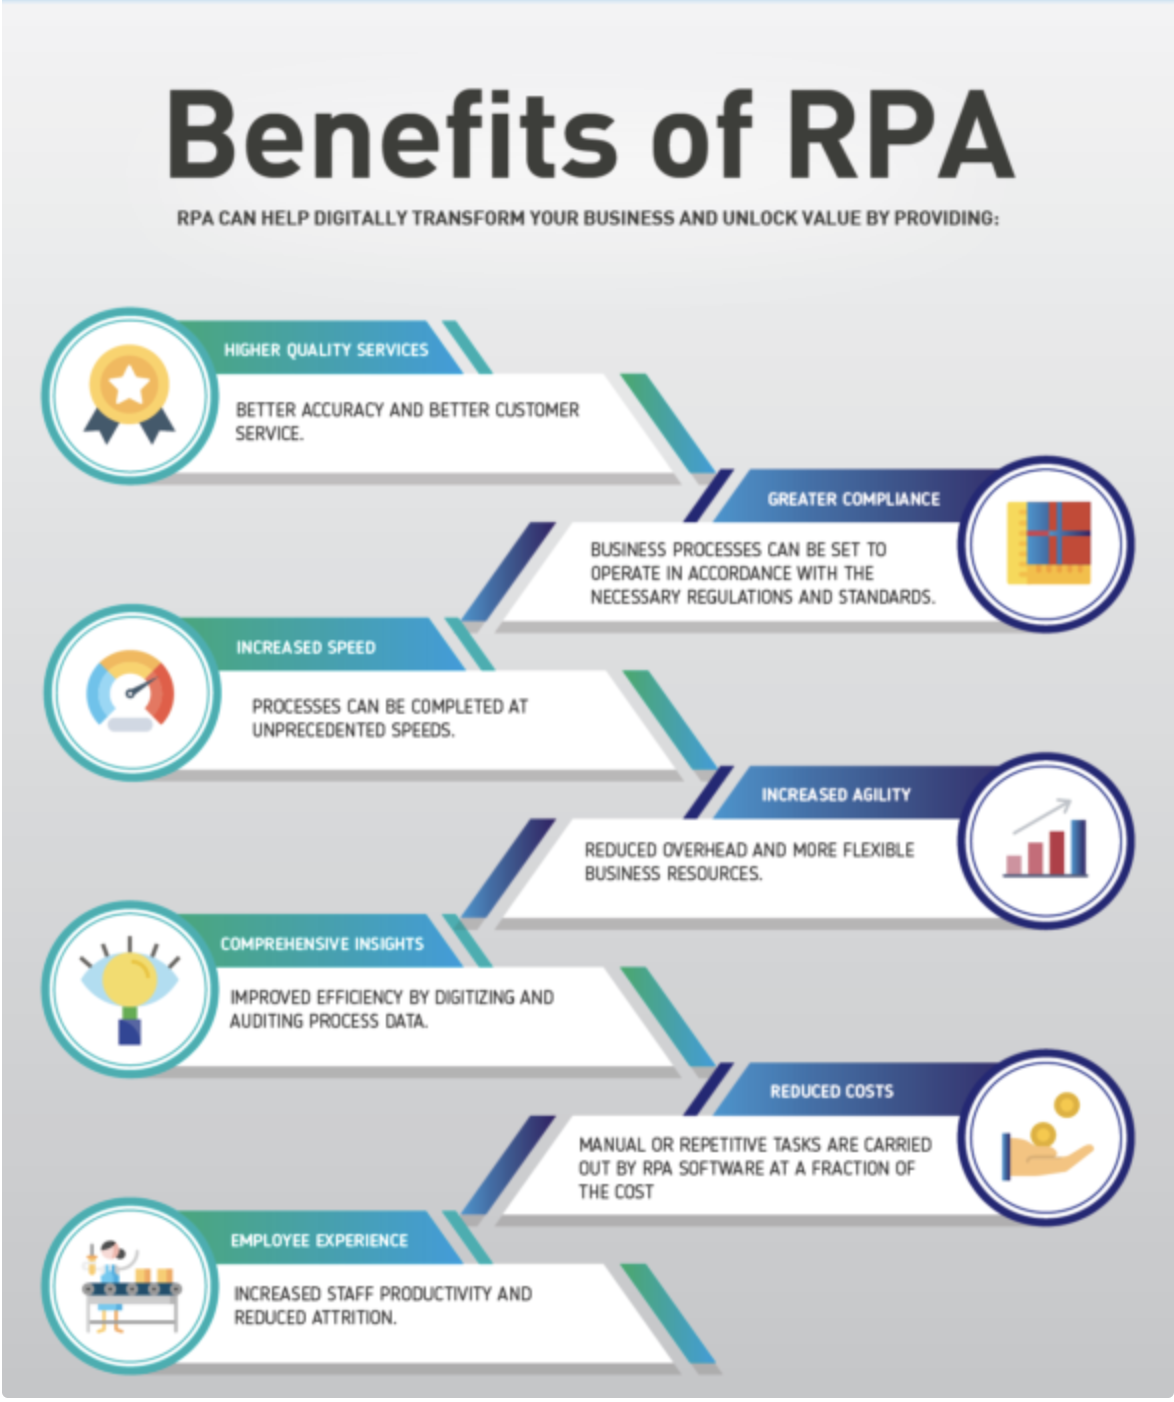 Benefits of RPA
RPA CAN HELP DIGITALLY TRANSFORM YOUR BUSINESS AND UNLOCK VALUE BY PROVIDING:
HIGHER QUALITY SERVICES
BETTER ACCURACY AND BETTER CUSTOMER
SERVICE.
GREATER COMPLIANCE
BUSINESS PROCESSES CAN BE SET TO
OPERATE IN ACCORDANCE WITH THE
NECESSARY REGULATIONS AND STANDARDS.
INCREASED SPEED
PROCESSES CAN BE COMPLETED AT
UNPRECEDENTED SPEEDS.
INCREASED AGILITY
REDUCED OVERHEAD AND MORE FLEXIBLE
BUSINESS RESOURCES.
COMPREHENSIVE INSIGHTS
IMPROVED EFFICIENCY BY DIGITIZING AND
AUDITING PROCESS DATA.
REDUCED COSTS
MANUAL OR REPETITIVE TASKS ARE CARRIED
OUT BY RPA SOFTWARE AT A FRACTION OF
THE COST
EMPLOYEE EXPERIENCE
INCREASED STAFF PRODUCTIVITY AND
REDUCED ATTRITION.